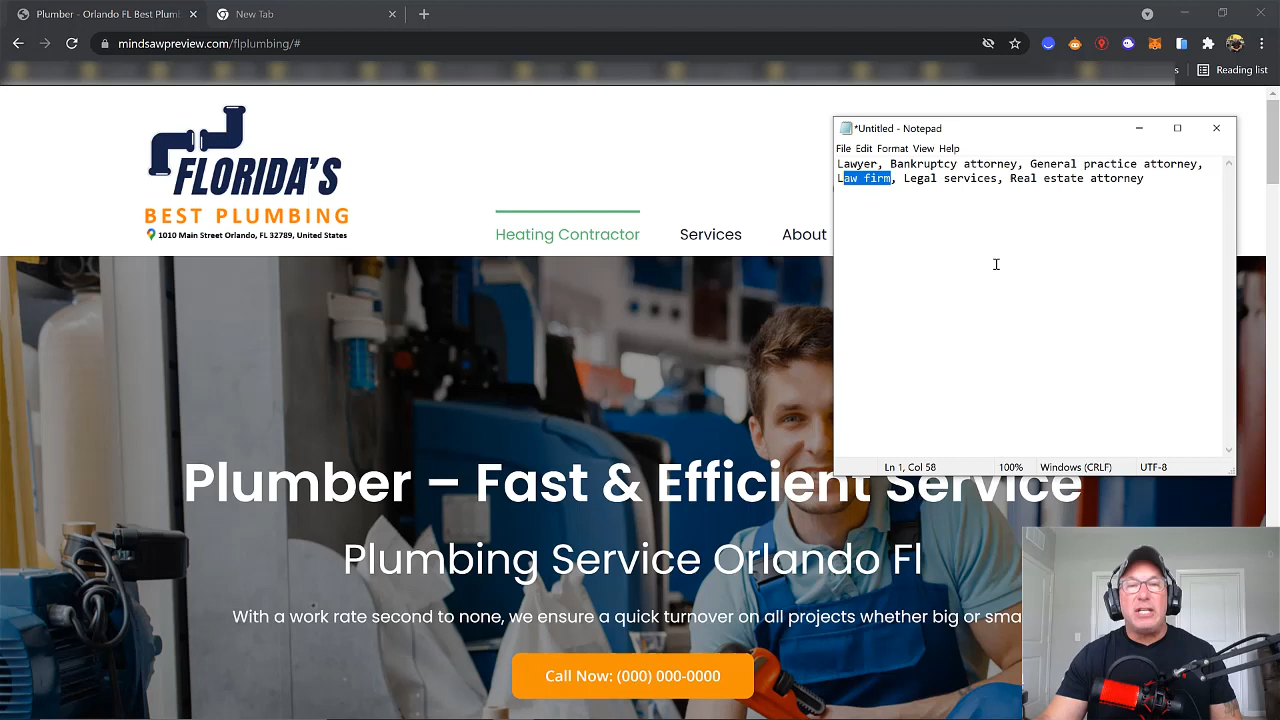 Plumber - Orlando FL Best Plumb
New Tab
mindsawpreview.com/flplumbing/#
s
Reading list
FLORIDA'S
BEST PLUMBING
1010 Main Street Orlando, FL 32789, United States
Heating Contractor
Services
About
*Untitled - Notepad
File Edit Format View Help
Lawyer, Bankruptcy attorney, General practice attorney,
Law firm, Legal services, Real estate attorney
Ln 1, Col 58
100%
Windows (CRLF)
UTF-8
Plumber – Fast & Efficient Service
Plumbing Service Orlando Fl
With a work rate second to none, we ensure a quick turnover on all projects whether big or sma
Call Now: (000) 000-0000